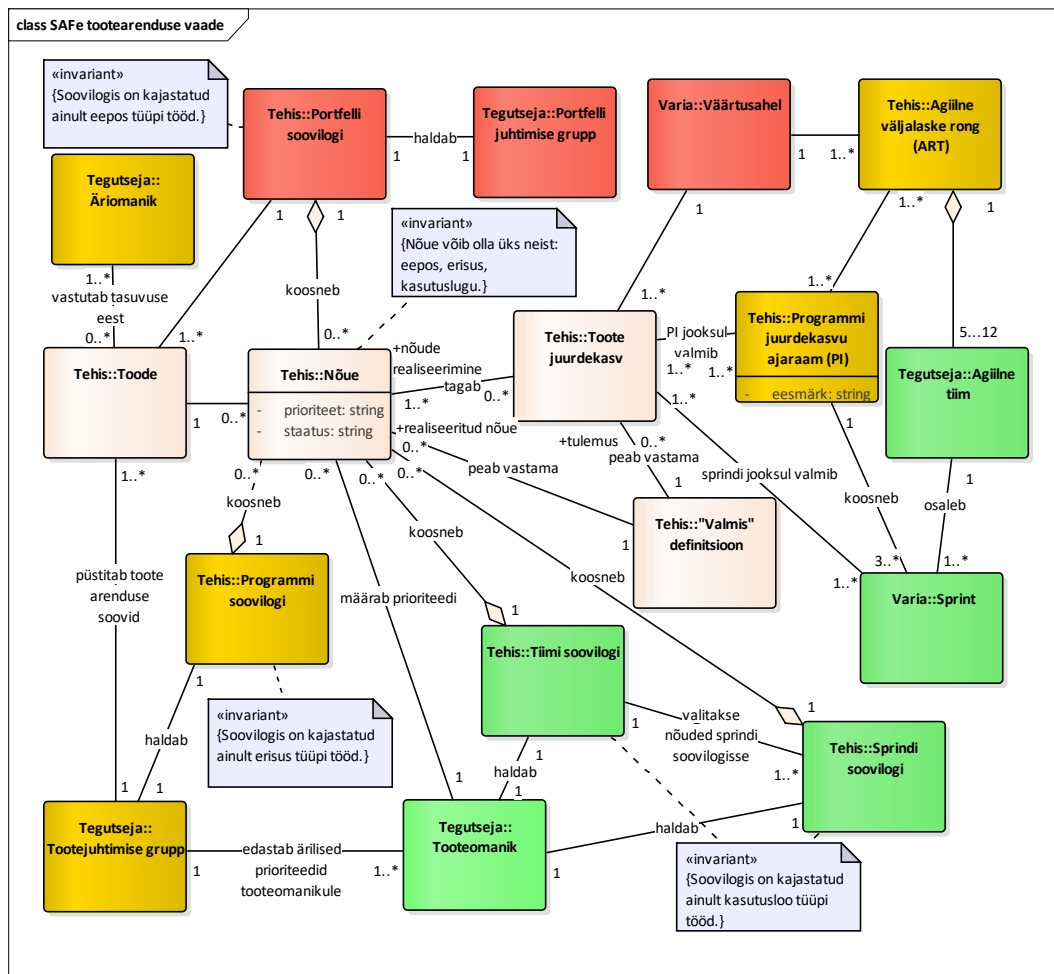 class SAFe tootearenduse vaade
«invariant»
{Soovilogis on kajastatud
ainult eepos tüüpi tööd.}
Tehis::Portfelli
soovilogi
haldab
1
1
Tegutseja::Portfelli
juhtimise grupp
Varia::Väärtusahel
1
1..*
Tehis::Agiilne
väljalaske rong
(ART)
Tegutseja::
Äriomanik
1
1
«invariant»
{Nõue võib olla üks neist:
eepos, erisus,
kasutuslugu.}
1
1..*
1
1..*
vastutab tasuvuse
eest
0..*
1..*
koosneb
0..*
1..*
1..*
5...12
Tehis::Toode
1
0..*
Tehis::Nõue
- prioriteet: string
- staatus: string
+nõude
realiseerimine
tagab
1..*
0..*
Tehis::Toote
juurdekasv
PI jooksul
valmib
1..*
1..*
Tehis::Programmi
juurdekasvu
ajaraam (PI)
- eesmärk: string
Tegutseja::Agiilne
tiim
+realiseeritud nõue
0..*
peab vastama
1
+tulemus
0..*
peab vastama
1
1..*
sprindi jooksul valmib
1..*
1
koosneb
3..*
1
osaleb
1..*
1..*
0..*
koosneb
1
0..*
0..*
koosneb
1
0..*
koosneb
1
Tehis::"Valmis"
definitsioon
Varia::Sprint
püstitab toote
arenduse
soovid
Tehis::Programmi
soovilogi
määrab prioriteedi
Tehis::Tiimi soovilogi
1
haldab
1
«invariant»
{Soovilogis on kajastatud
ainult erisus tüüpi tööd.}
1
valitakse
nõuded sprindi
soovilogisse
1..*
Tehis::Sprindi
soovilogi
1
haldab
1
1
1
Tegutseja::
Tootejuhtimise grupp
1
edastab ärilised
prioriteedid
tooteomanikule
1..*
Tegutseja::
Tooteomanik
1
haldab
1
«invariant»
{Soovilogis on kajastatud
ainult kasutusloo tüüpi
tööd.}